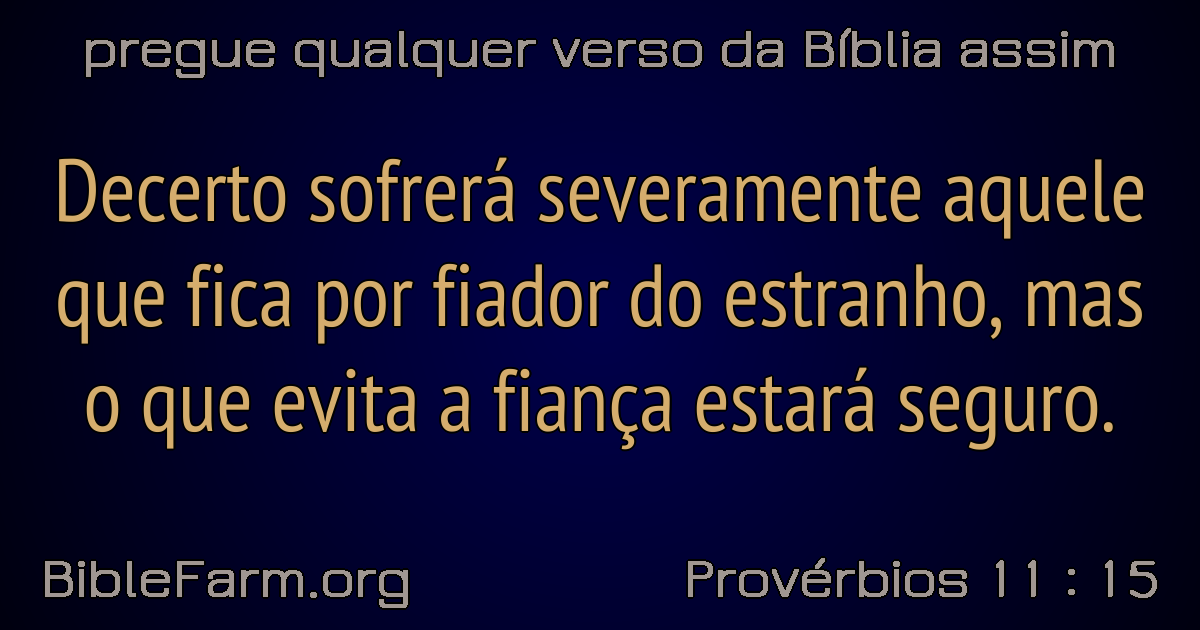 pregue qualquer verso da Bíblia assim
Decerto sofrerá severamente aquele
que fica por fiador do estranho, mas
o que evita a fiança estará seguro.
BibleFarm.org
Provérbios 11 : 15